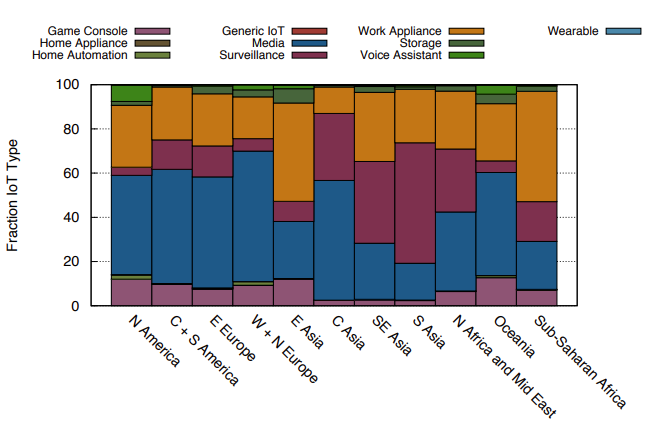 Game Console Generic IoT Work Appliance Wearable
Home Appliance Media Storage
Home Automation Surveillance Voice Assistant
Fraction IoT Type
100
80
60
40
20
0
N America
C + S America
E Europe
W + N Europe
E Asia
C Asia
SE Asia
S Asia
N Africa and Mid East
Oceania
Sub-Saharan Africa